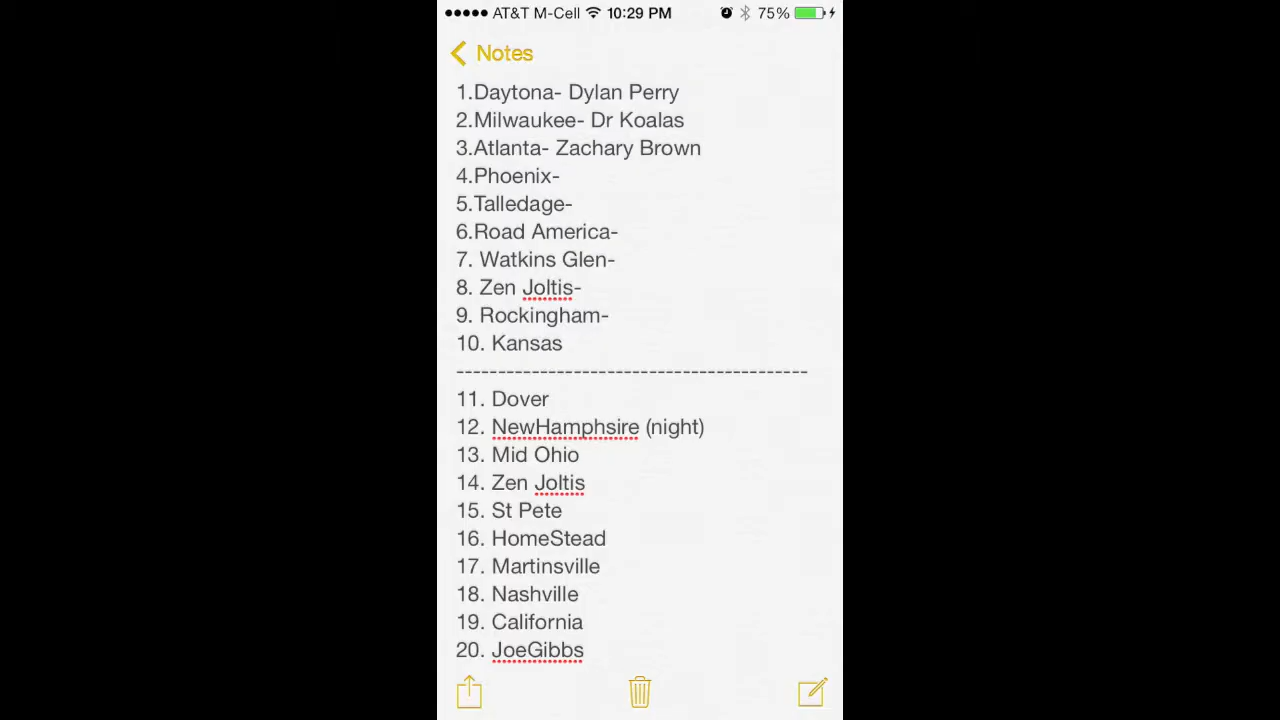 AT&T M-Cell 10:29 PM 75%
Notes
1.Daytona- Dylan Perry
2.Milwaukee- Dr Koalas
3.Atlanta- Zachary Brown
4.Phoenix-
5.Talledage-
6.Road America-
7. Watkins Glen-
8. Zen Joltis-
9. Rockingham-
10. Kansas
------------------------------------------
11. Dover
12. NewHamphsire (night)
13. Mid Ohio
14. Zen Joltis
15. St Pete
16. HomeStead
17. Martinsville
18. Nashville
19. California
20. JoeGibbs